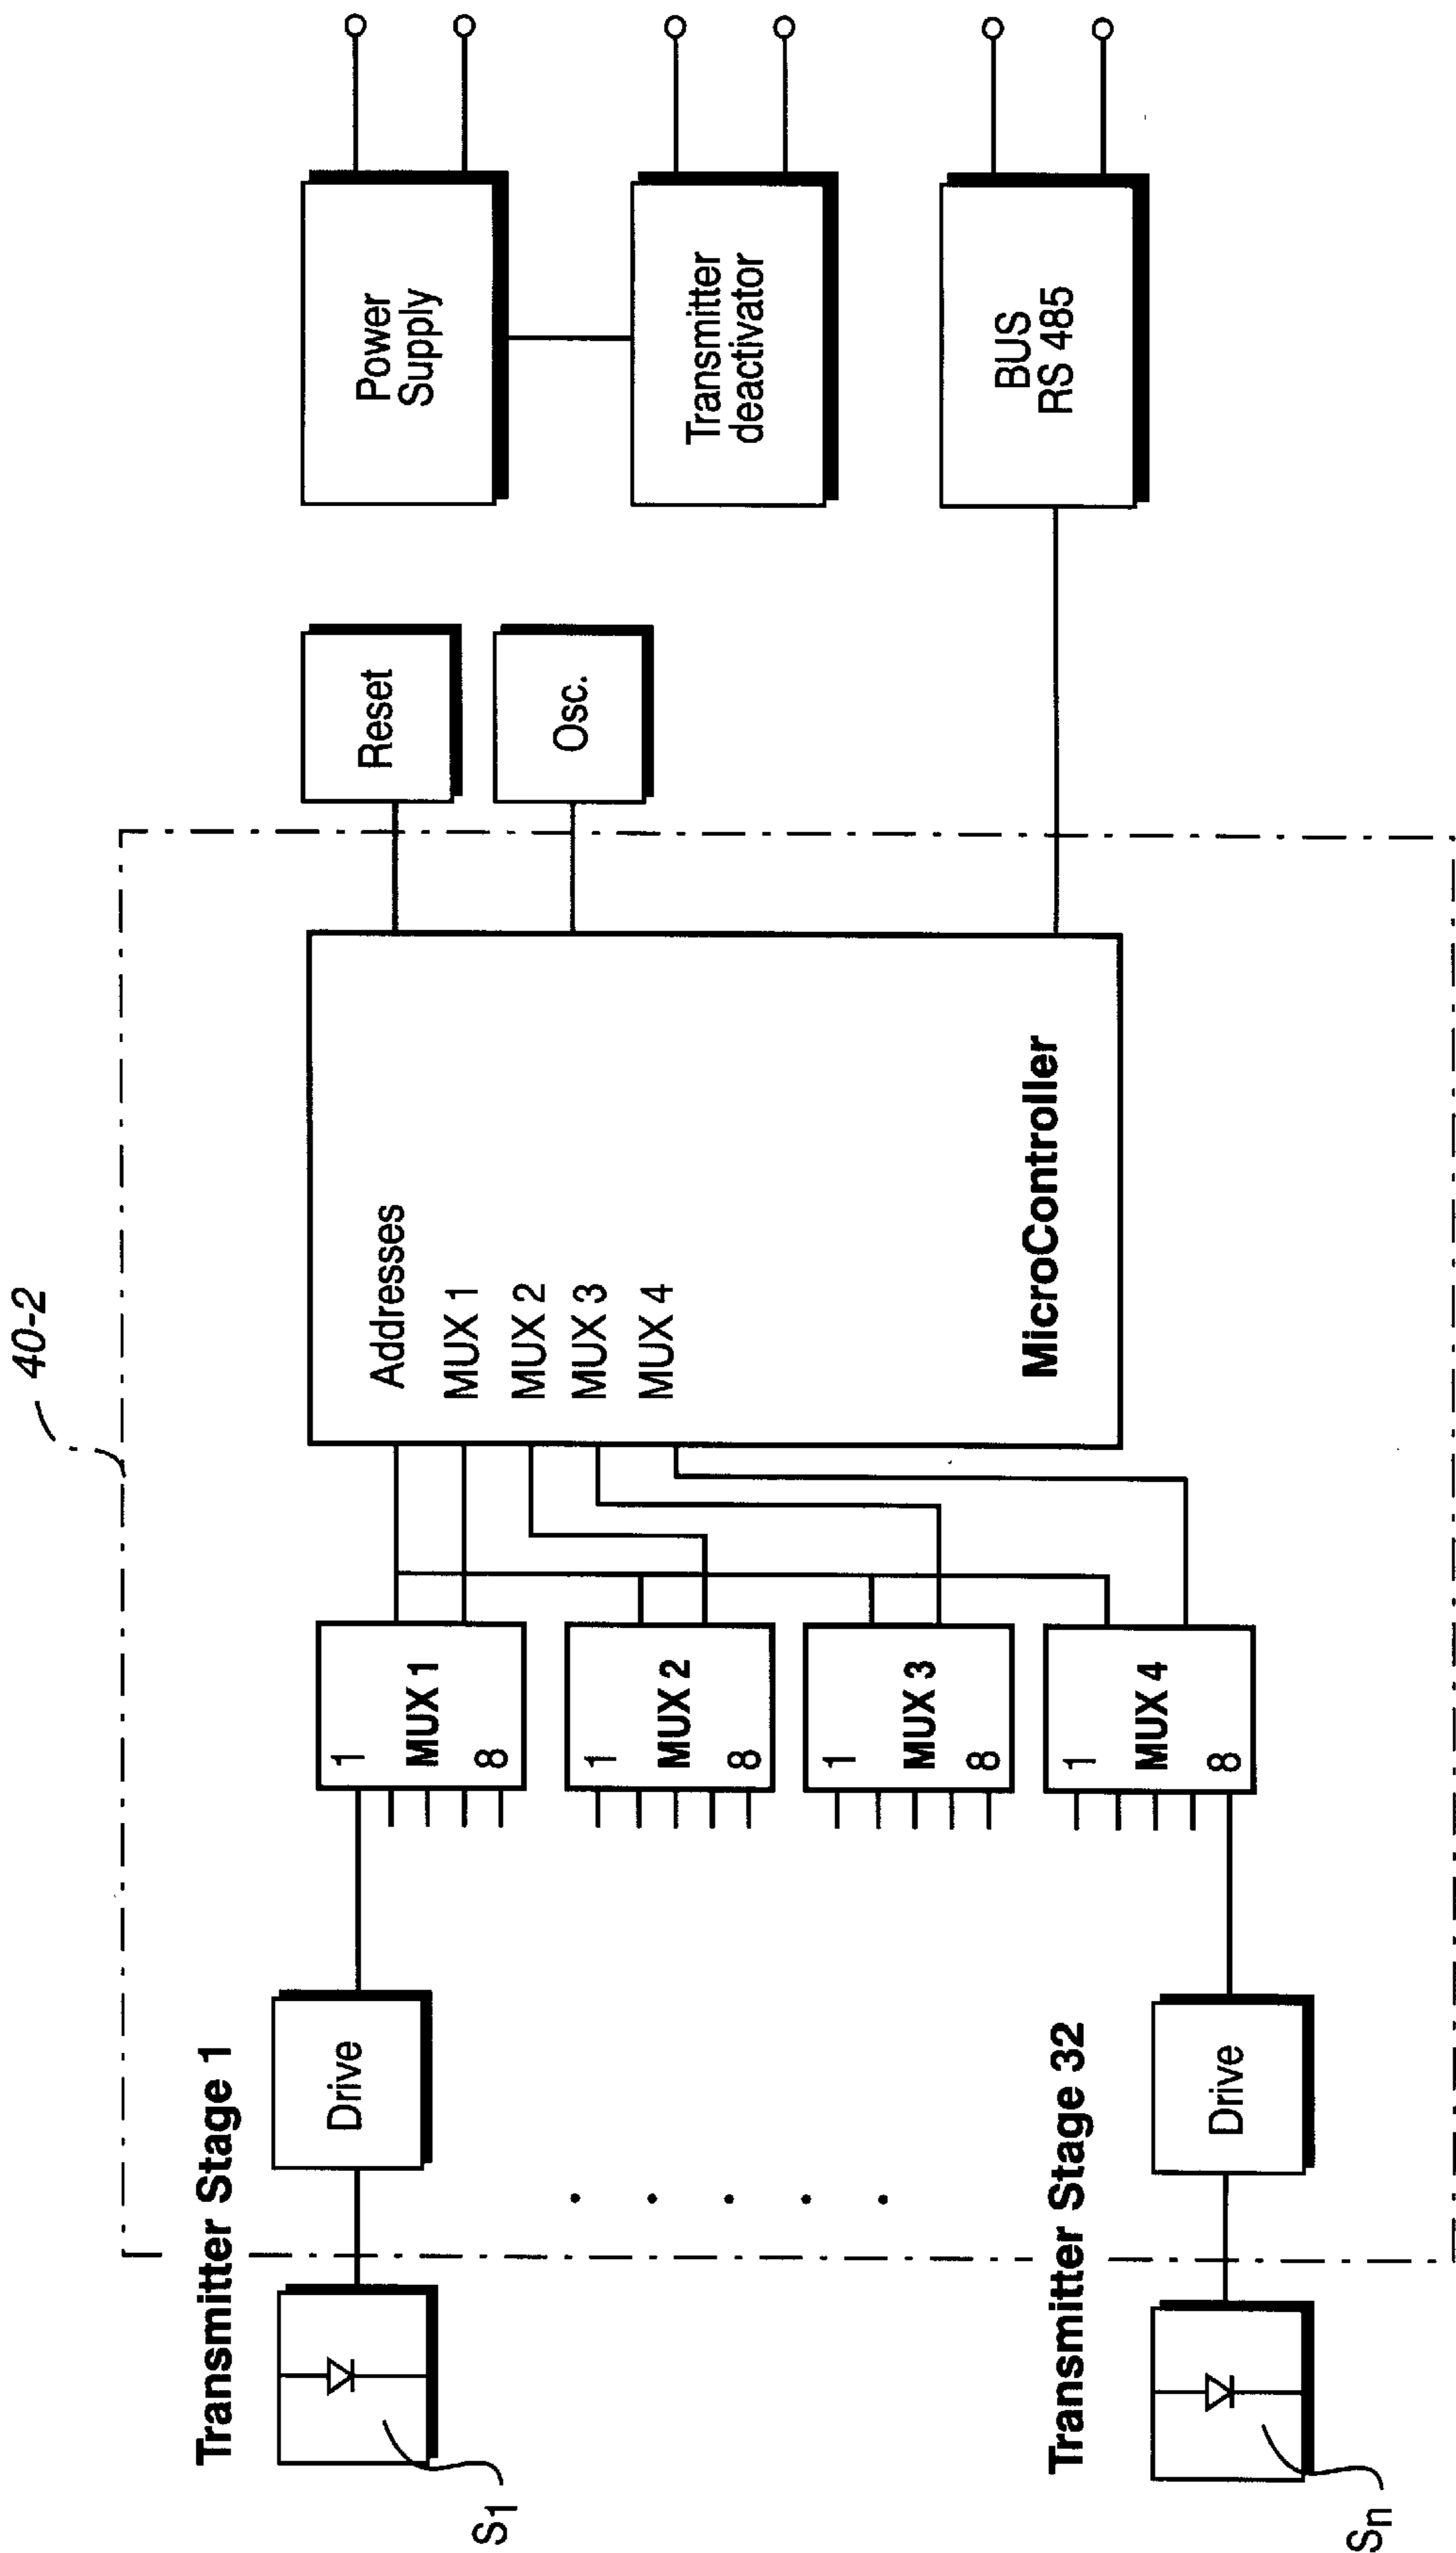 40-2
Transmitter Stage 1
S1
Drive
1
MUX 1
8
Addresses
MUX 1
MUX 2
MUX 3
MUX 4
MicroController
Reset
Osc.
Power
Supply
1
MUX 2
8
1
MUX 3
8
Transmitter
deactivator
Transmitter Stage 32
Sn
Drive
1
MUX 4
8
BUS
RS 485